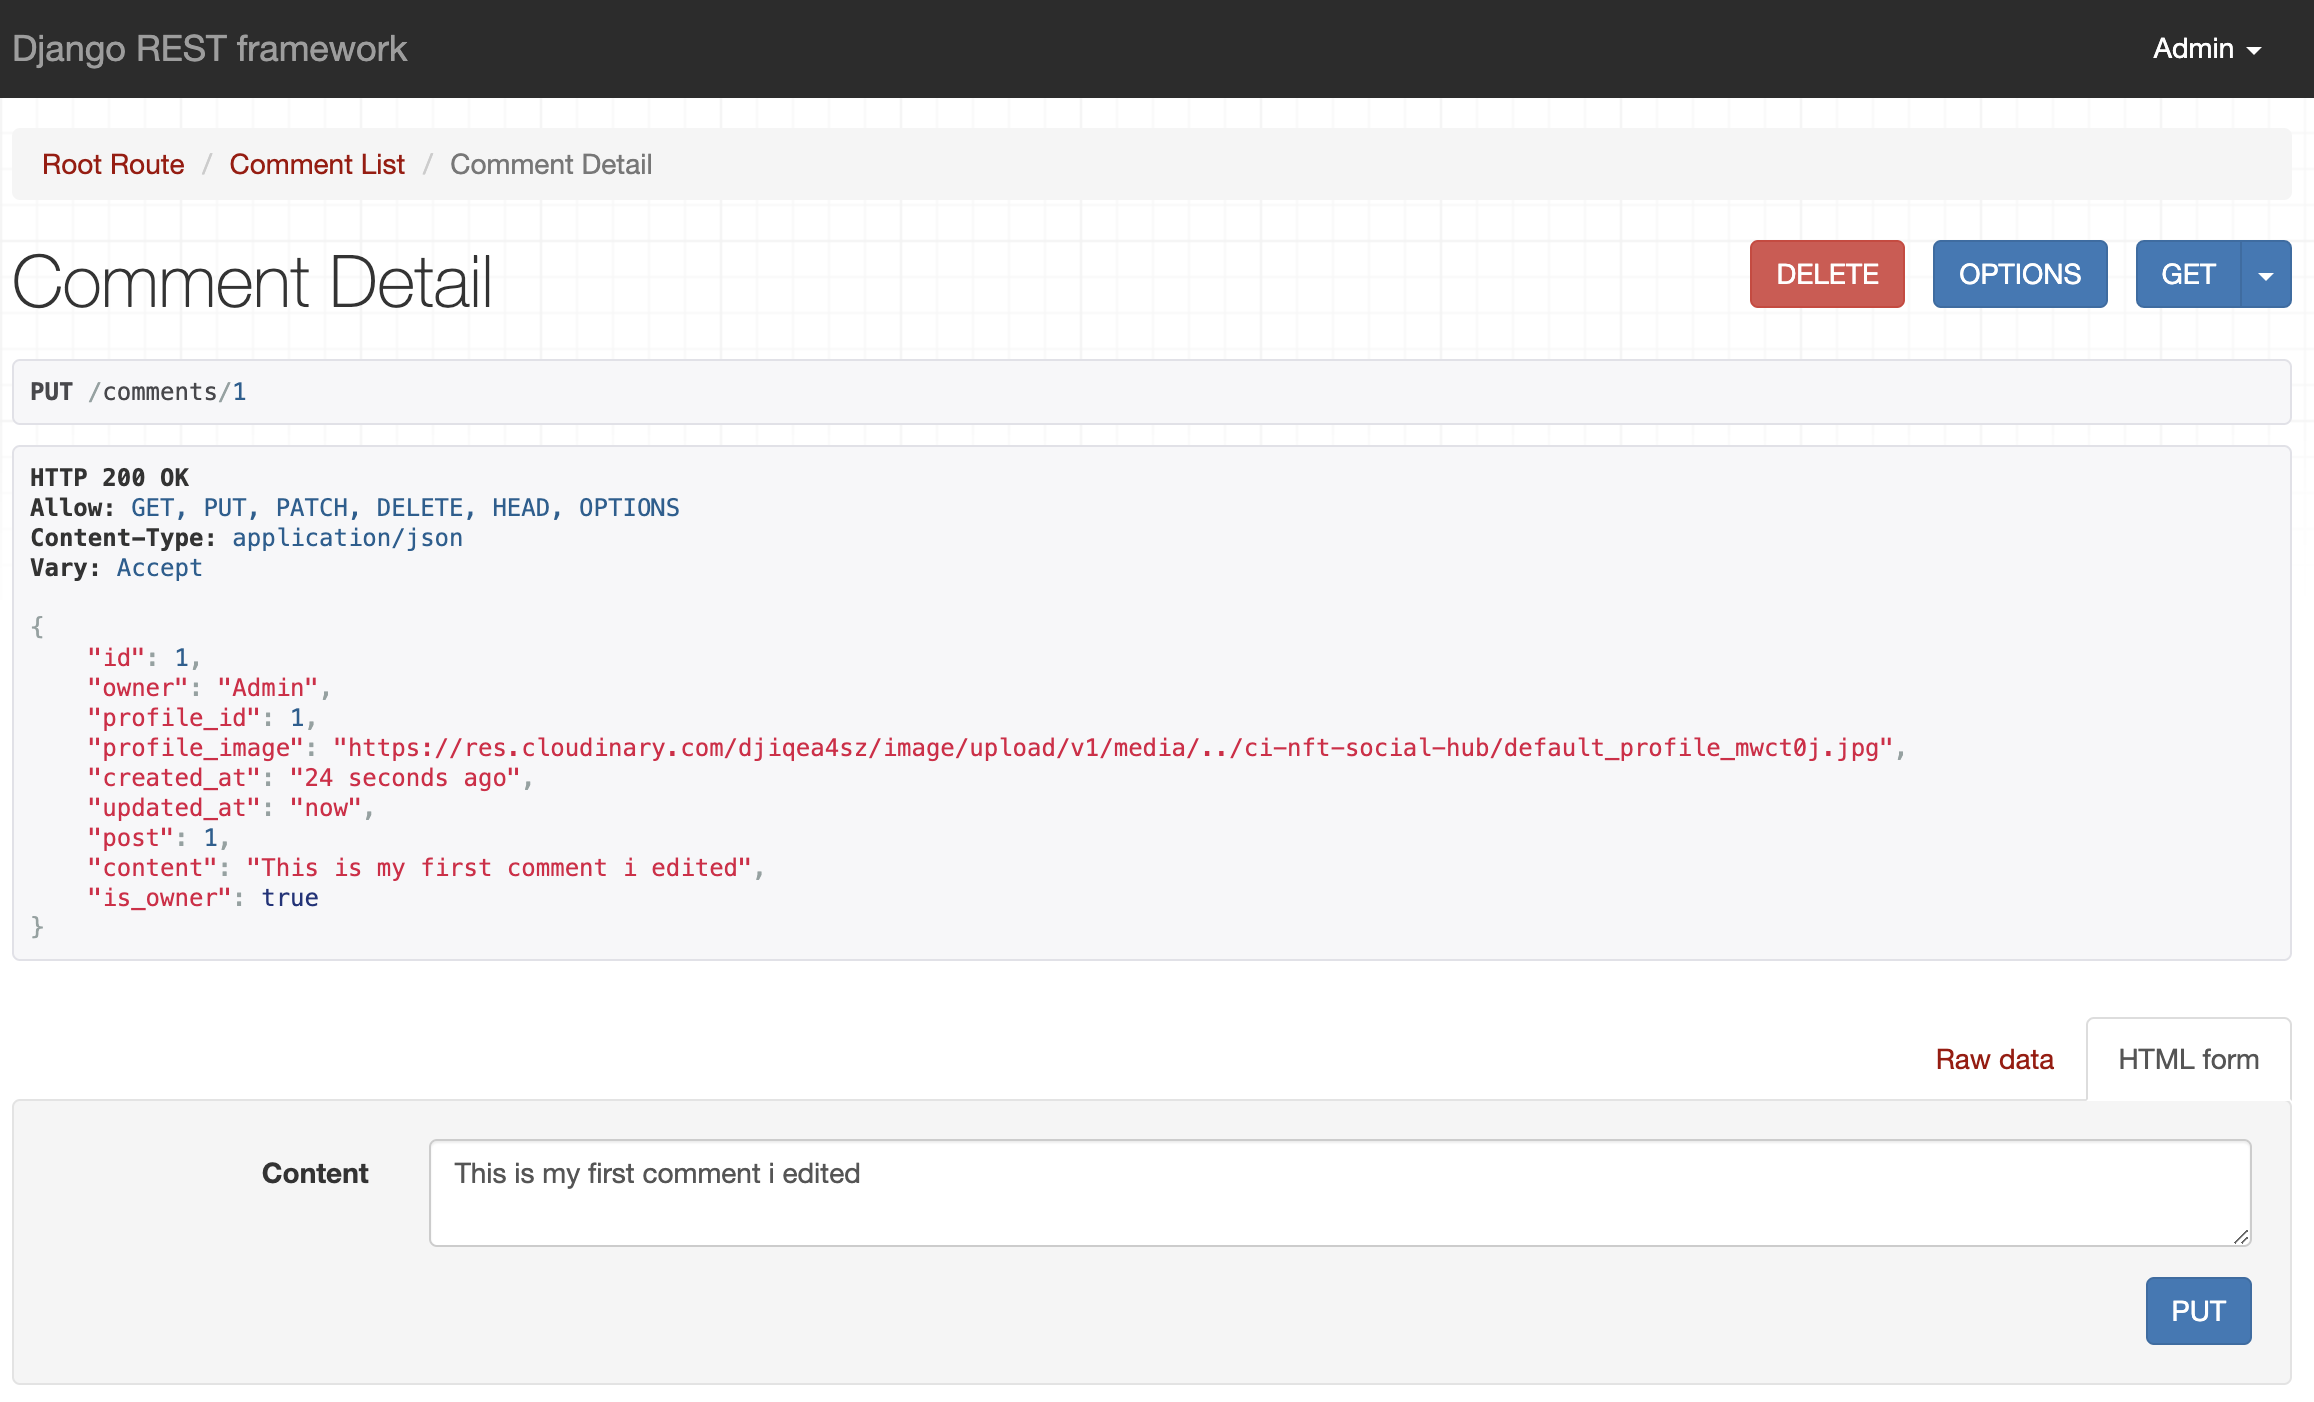 Django REST framework
Admin
Root Route / Comment List / Comment Detail
Comment Detail
DELETE
OPTIONS
GET
PUT /comments/1
HTTP 200 OK
Allow: GET, PUT, PATCH, DELETE, HEAD, OPTIONS
Content-Type: application/json
Vary: Accept
{
    "id": 1,
    "owner": "Admin",
    "profile_id": 1,
    "profile_image": "https://res.cloudinary.com/djiqea4sz/image/upload/v1/media/../ci-nft-social-hub/default_profile_mwct0j.jpg",
    "created_at": "24 seconds ago",
    "updated_at": "now",
    "post": 1,
    "content": "This is my first comment i edited",
    "is_owner": true
}
Raw data
HTML form
Content
This is my first comment i edited
PUT